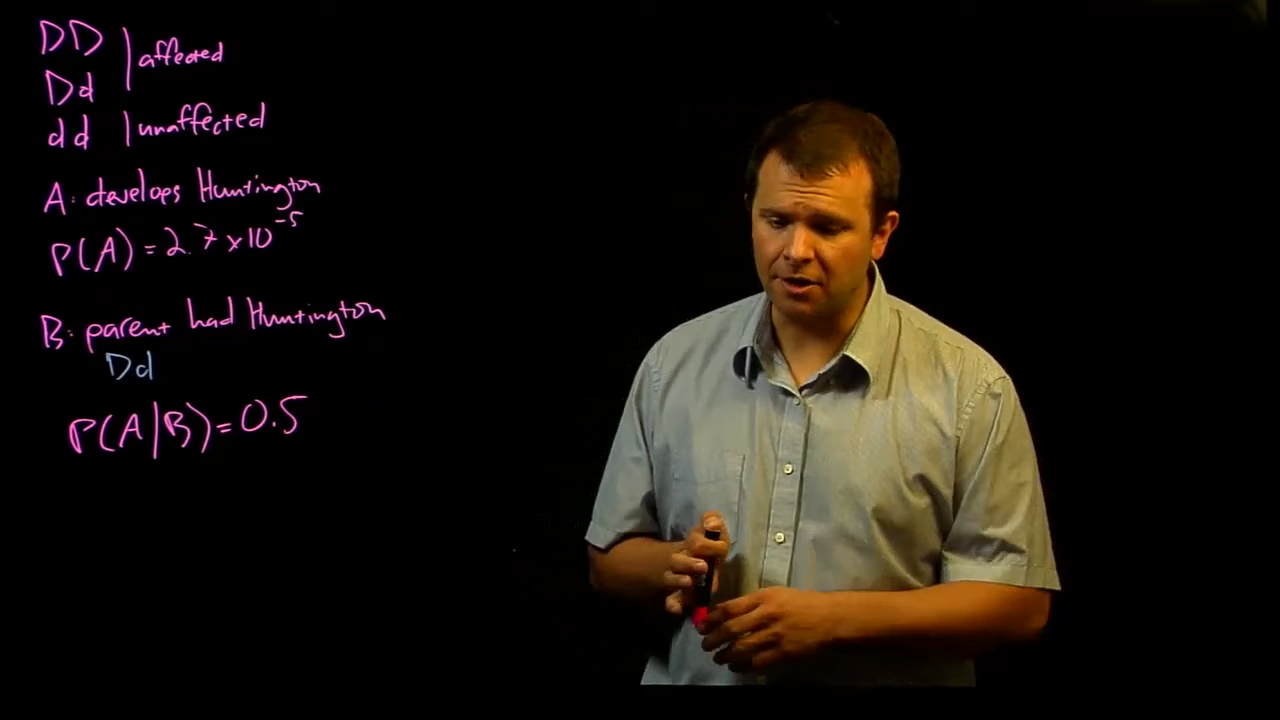 DD
Dd | affected
dd | unaffected
A: develops Huntington
P(A) = 2.7 x 10^-5
B: parent had Huntington
Dd
P(A|B) = 0.5